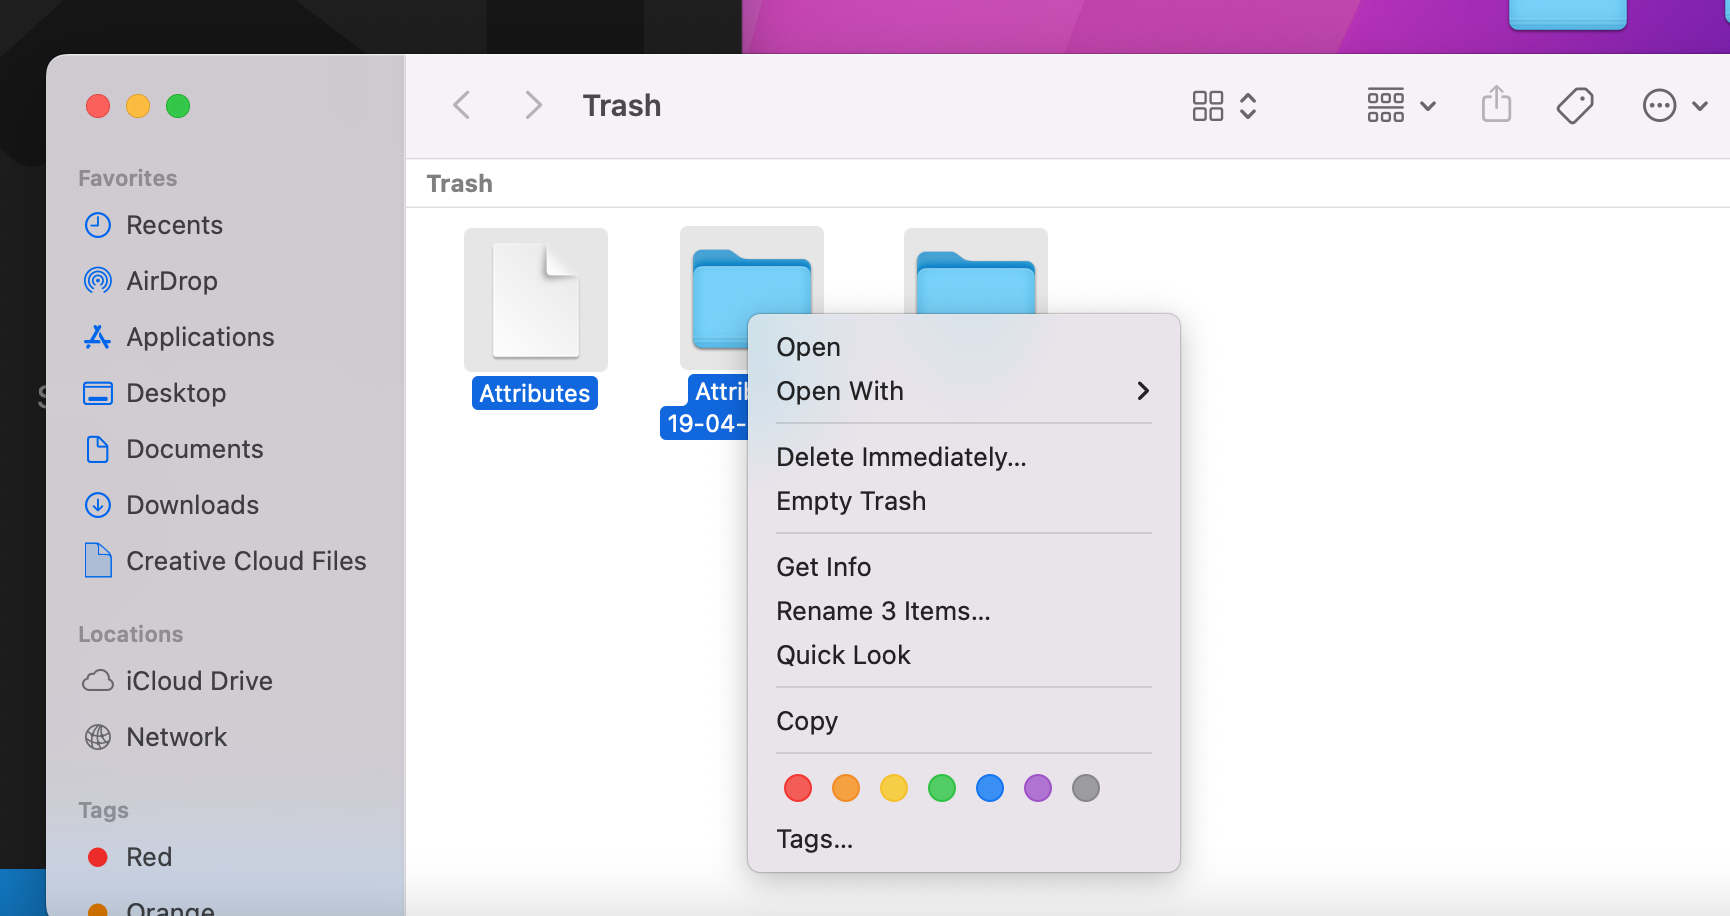 Trash
Favorites
Recents
AirDrop
Applications
Desktop
Documents
Downloads
Creative Cloud Files
Locations
iCloud Drive
Network
Tags
Red
Orange
Trash
Attributes
Attrib
19-04-
Open
Open With
Delete Immediately...
Empty Trash
Get Info
Rename 3 Items...
Quick Look
Copy
Tags...